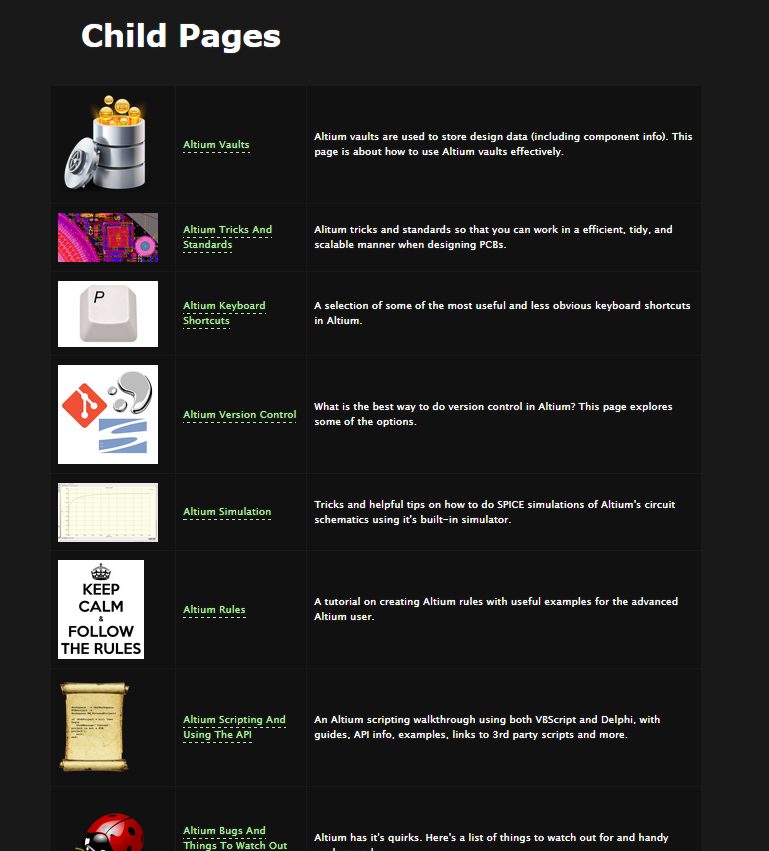 Child Pages
Altium Vaults
Altium vaults are used to store design data (including component info). This
page is about how to use Altium vaults effectively.
Altium Tricks And
Standards
Alitum tricks and standards so that you can work in a efficient, tidy, and
scalable manner when designing PCBs.
P
Altium Keyboard
Shortcuts
A selection of some of the most useful and less obvious keyboard shortcuts
in Altium.
Altium Version Control
What is the best way to do version control in Altium? This page explores
some of the options.
Altium Simulation
Tricks and helpful tips on how to do SPICE simulations of Altium's circuit
schematics using it's built-in simulator.
KEEP
CALM
&
FOLLOW
THE RULES
Altium Rules
A tutorial on creating Altium rules with useful examples for the advanced
Altium user.
Altium Scripting And
Using The API
An Altium scripting walkthrough using both VBScript and Delphi, with
guides, API info, examples, links to 3rd party scripts and more.
Altium Bugs And
Things To Watch Out
Altium has it's quirks. Here's a list of things to watch out for and handy